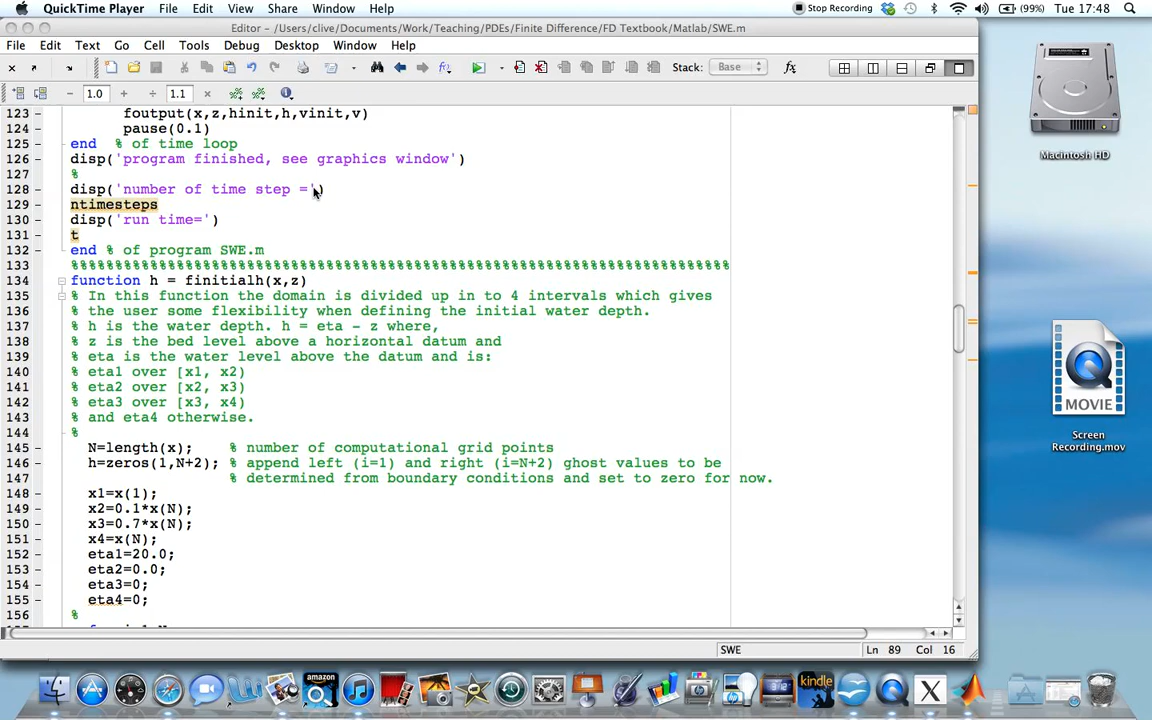 QuickTime Player File Edit View Share Window Help Stop Recording (99%) Tue 17:48
Editor - /Users/clive/Documents/Work/Teaching/PDEs/Finite Difference/FD Textbook/Matlab/SWE.m
File Edit Text Go Cell Tools Debug Desktop Window Help
Stack: Base fx
- 1.0 + ÷ 1.1 ×
123 foutput(x,z,hinit,h,vinit,v)
124 pause(0.1)
125 end % of time loop
126 disp('program finished, see graphics window')
127 %
128 disp('number of time step =')
129 ntimesteps
130 disp('run time=')
131 t
132 end % of program SWE.m
133 %%%%%%%%%%%%%%%%%%%%%%%%%%%%%%%%%%%%%%%%%%%%%%%%%%%%%%%%%%%%%%%%%%%%%%%%%%%
134 function h = finitialh(x,z)
135 % In this function the domain is divided up in to 4 intervals which gives
136 % the user some flexibility when defining the initial water depth.
137 % h is the water depth. h = eta - z where,
138 % z is the bed level above a horizontal datum and
139 % eta is the water level above the datum and is:
140 % eta1 over [x1, x2)
141 % eta2 over [x2, x3)
142 % eta3 over [x3, x4)
143 % and eta4 otherwise.
144 %
145 N=length(x); % number of computational grid points
146 h=zeros(1,N+2); % append left (i=1) and right (i=N+2) ghost values to be
147 % determined from boundary conditions and set to zero for now.
148 x1=x(1);
149 x2=0.1*x(N);
150 x3=0.7*x(N);
151 x4=x(N);
152 eta1=20.0;
153 eta2=0.0;
154 eta3=0;
155 eta4=0;
156 %
SWE Ln 89 Col 16
Macintosh HD
MOVIE
Screen
Recording.mov
amazon
kindle